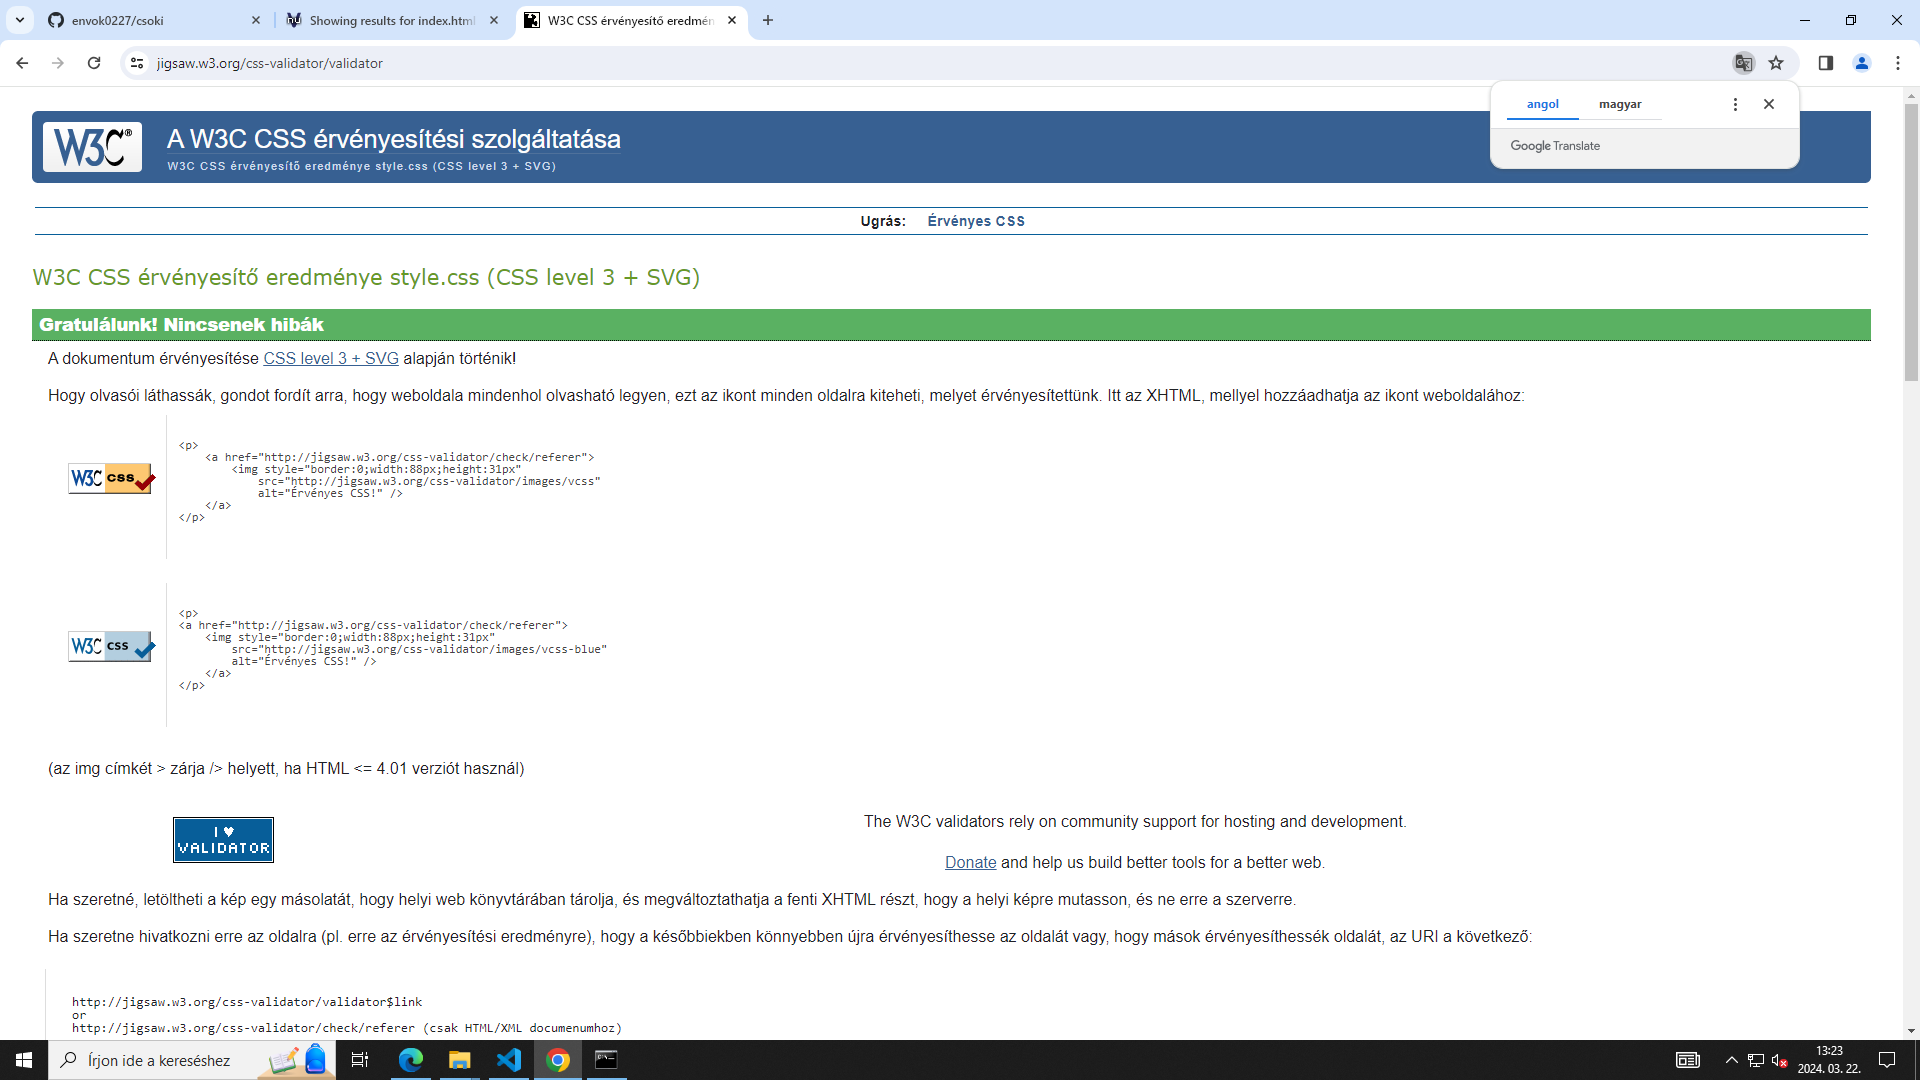 envok0227/csoki
Showing results for index.html
W3C CSS érvényesítő eredmén
jigsaw.w3.org/css-validator/validator
angol magyar
Google Translate
W3C®
A W3C CSS érvényesítési szolgáltatása
W3C CSS érvényesítő eredménye style.css (CSS level 3 + SVG)
Ugrás: Érvényes CSS
W3C CSS érvényesítő eredménye style.css (CSS level 3 + SVG)
Gratulálunk! Nincsenek hibák
A dokumentum érvényesítése CSS level 3 + SVG alapján történik!
Hogy olvasói láthassák, gondot fordít arra, hogy weboldala mindenhol olvasható legyen, ezt az ikont minden oldalra kiteheti, melyet érvényesítettünk. Itt az XHTML, mellyel hozzáadhatja az ikont weboldalához:
W3C css
<p>
<a href="http://jigsaw.w3.org/css-validator/check/referer">
<img style="border:0;width:88px;height:31px"
src="http://jigsaw.w3.org/css-validator/images/vcss"
alt="Érvényes CSS!" />
</a>
</p>
W3C css
<p>
<a href="http://jigsaw.w3.org/css-validator/check/referer">
<img style="border:0;width:88px;height:31px"
src="http://jigsaw.w3.org/css-validator/images/vcss-blue"
alt="Érvényes CSS!" />
</a>
</p>
(az img címkét > zárja /> helyett, ha HTML <= 4.01 verziót használ)
I ♥
VALIDATOR
The W3C validators rely on community support for hosting and development.
Donate and help us build better tools for a better web.
Ha szeretné, letöltheti a kép egy másolatát, hogy helyi web könyvtárában tárolja, és megváltoztathatja a fenti XHTML részt, hogy a helyi képre mutasson, és ne erre a szerverre.
Ha szeretne hivatkozni erre az oldalra (pl. erre az érvényesítési eredményre), hogy a későbbiekben könnyebben újra érvényesíthesse az oldalát vagy, hogy mások érvényesíthessék oldalát, az URI a következő:
http://jigsaw.w3.org/css-validator/validator$link
or
http://jigsaw.w3.org/css-validator/check/referer (csak HTML/XML documenumhoz)
Írjon ide a kereséshez
13:23
2024. 03. 22.